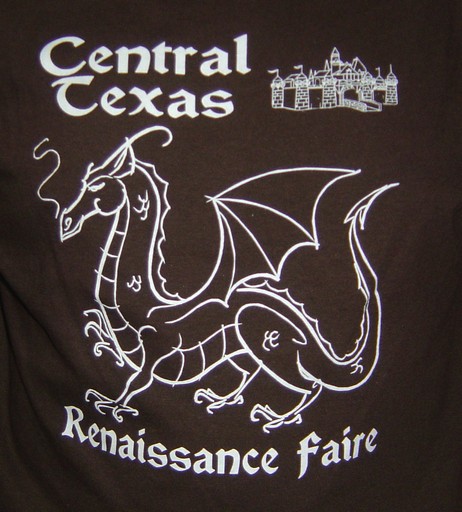 Central
Texas
Renaissance Faire